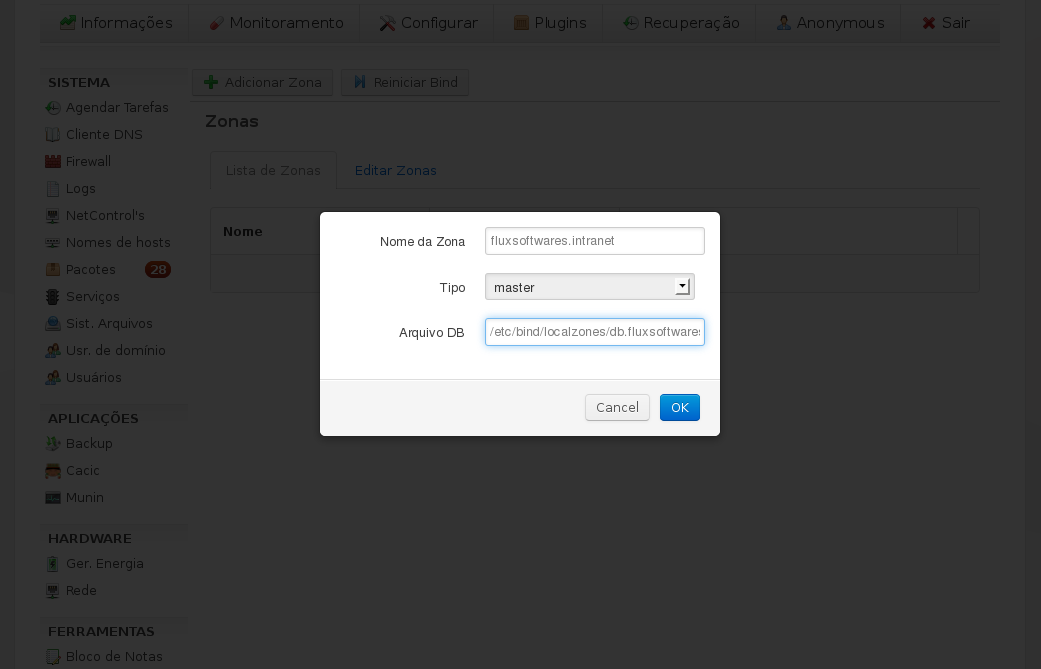 Informações Monitoramento Configurar Plugins Recuperação Anonymous Sair
SISTEMA
Agendar Tarefas
Cliente DNS
Firewall
Logs
NetControl's
Nomes de hosts
Pacotes 28
Serviços
Sist. Arquivos
Usr. de domínio
Usuários
APLICAÇÕES
Backup
Cacic
Munin
HARDWARE
Ger. Energia
Rede
FERRAMENTAS
Bloco de Notas
Adicionar Zona Reiniciar Bind
Zonas
Lista de Zonas Editar Zonas
Nome
Nome da Zona fluxsoftwares.intranet
Tipo master
Arquivo DB /etc/bind/localzones/db.fluxsoftwares
Cancel OK